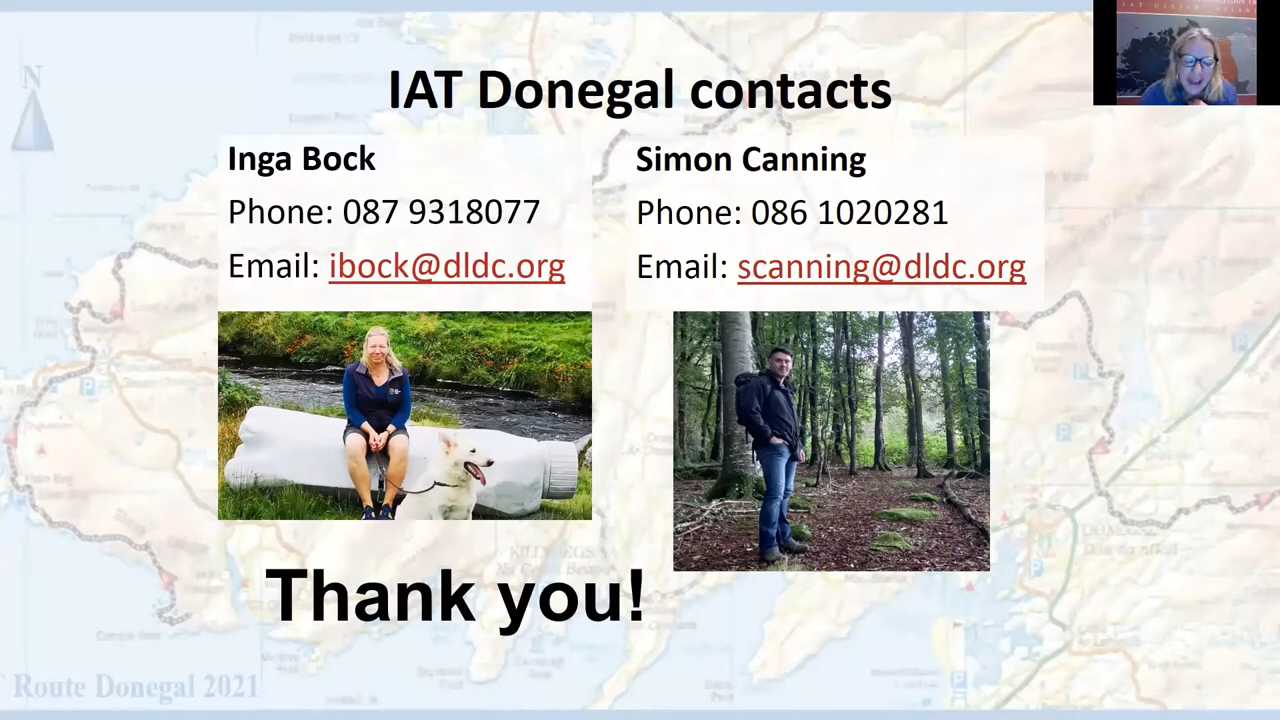 IAT Donegal contacts
Inga Bock
Phone: 087 9318077
Email: ibock@dldc.org
Simon Canning
Phone: 086 1020281
Email: scanning@dldc.org
Thank you!
N
KILLYBEGS
Route Donegal 2021